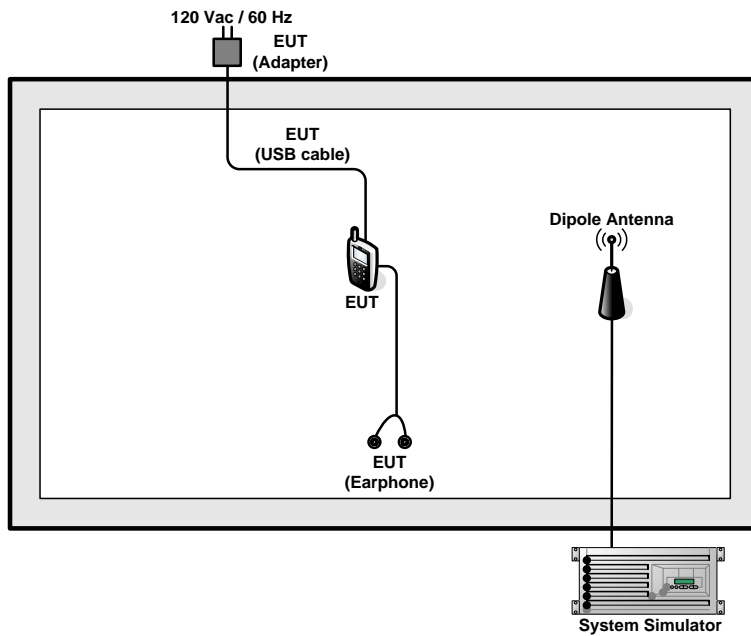 120 Vac / 60 Hz
EUT
(Adapter)
EUT
(USB cable)
Dipole Antenna
EUT
EUT
(Earphone)
System Simulator